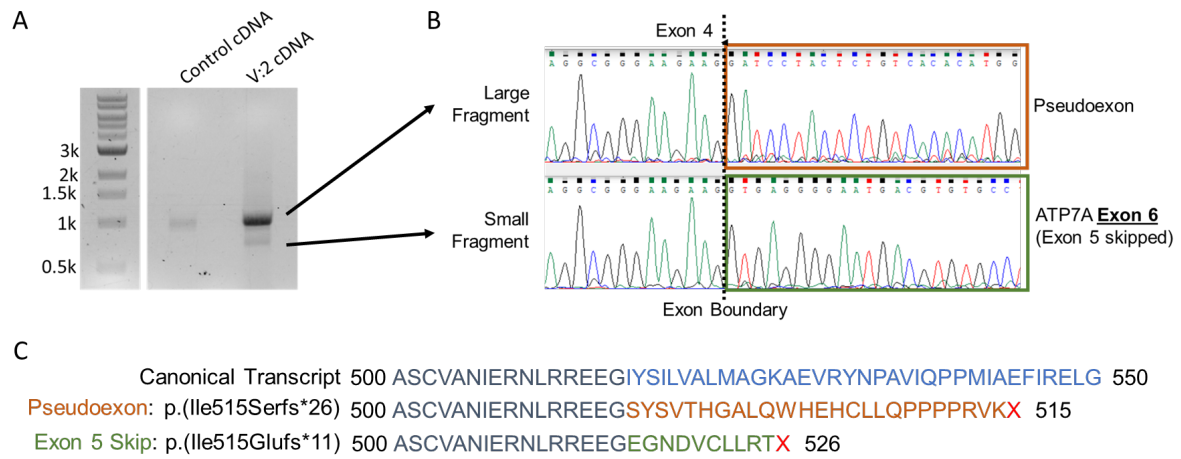 A
Control cDNA
V:2 cDNA
3k
2k
1.5k
1k
0.5k
B
Exon 4
Large
Fragment
AGGCGGGAAGAAGGATCCTACTCTGTCACACATGG
Pseudoexon
Small
Fragment
AGGCGGGAAGAAGGTGAGGGGAATGACGTGTGCC
ATP7A Exon 6
(Exon 5 skipped)
Exon Boundary
C
Canonical Transcript 500 ASCVANIERNLRREEGIYSILVALMAGKAEVRYNPAVIQPPMIAEFIRELG 550
Pseudoexon: p.(Ile515Serfs*26) 500 ASCVANIERNLRREEGSYSVTHGALQWHEHCLLQPPPPRVKX 515
Exon 5 Skip: p.(Ile515Glufs*11) 500 ASCVANIERNLRREEGEGNDVCLLRTX 526